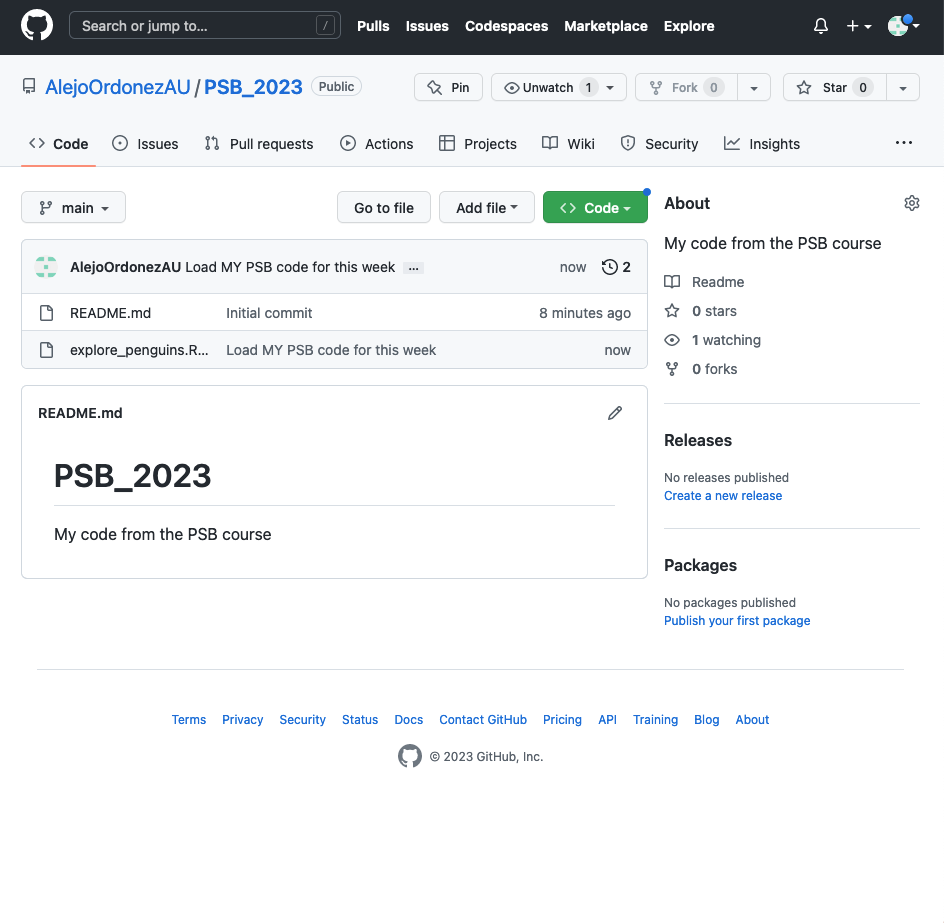 Search or jump to... / Pulls Issues Codespaces Marketplace Explore
AlejoOrdonezAU / PSB_2023 Public Pin Unwatch 1 Fork 0 Star 0
Code Issues Pull requests Actions Projects Wiki Security Insights ...
main Go to file Add file Code
AlejoOrdonezAU Load MY PSB code for this week ... now 2
README.md Initial commit 8 minutes ago
explore_penguins.R... Load MY PSB code for this week now
README.md
PSB_2023
My code from the PSB course
About
My code from the PSB course
Readme
0 stars
1 watching
0 forks
Releases
No releases published
Create a new release
Packages
No packages published
Publish your first package
Terms Privacy Security Status Docs Contact GitHub Pricing API Training Blog About
© 2023 GitHub, Inc.